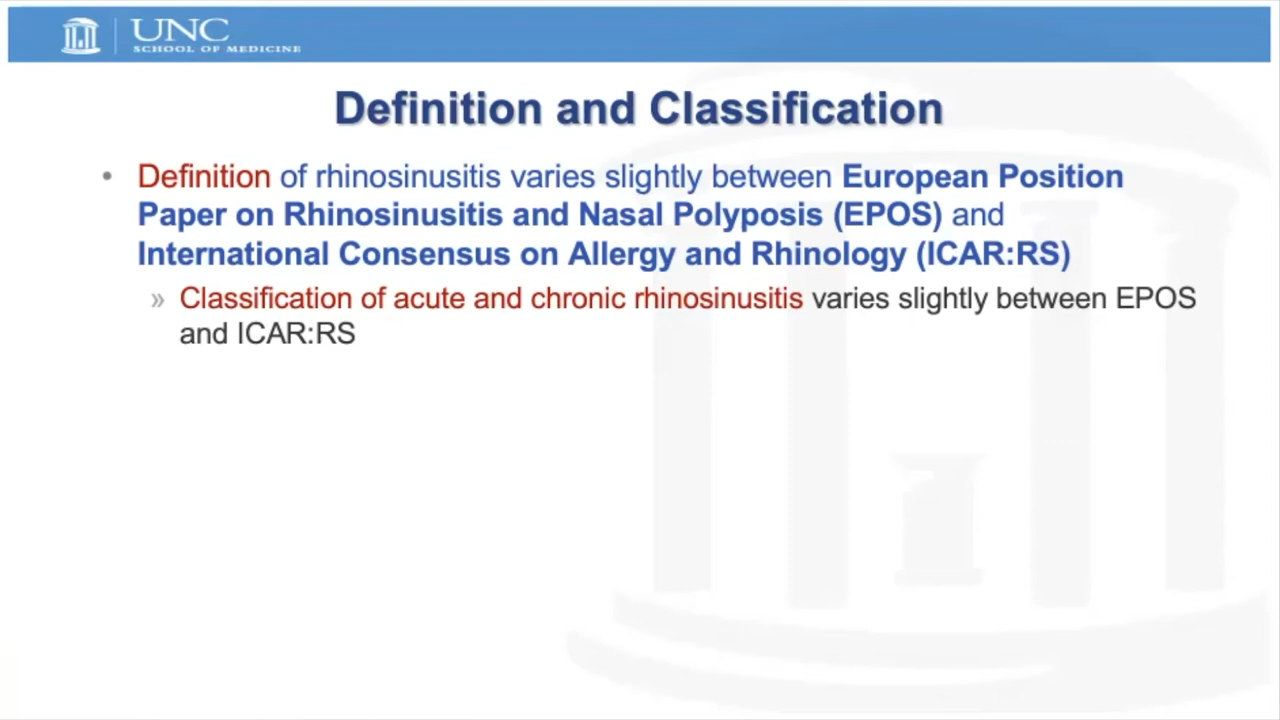 UNC
SCHOOL OF MEDICINE
Definition and Classification
• Definition of rhinosinusitis varies slightly between European Position
Paper on Rhinosinusitis and Nasal Polyposis (EPOS) and
International Consensus on Allergy and Rhinology (ICAR:RS)
» Classification of acute and chronic rhinosinusitis varies slightly between EPOS
and ICAR:RS